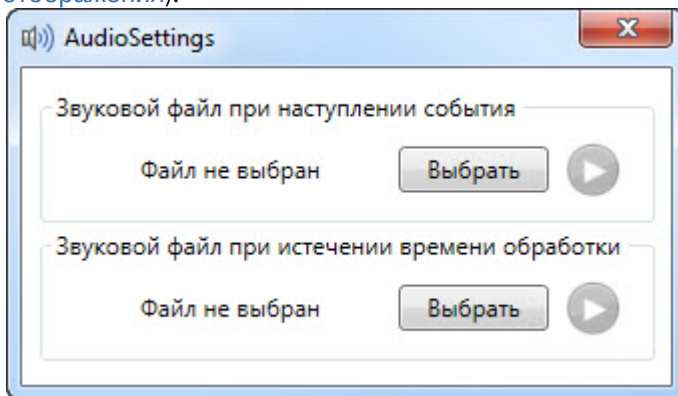 отображения).
AudioSettings
Звуковой файл при наступлении события
Файл не выбран Выбрать
Звуковой файл при истечении времени обработки
Файл не выбран Выбрать